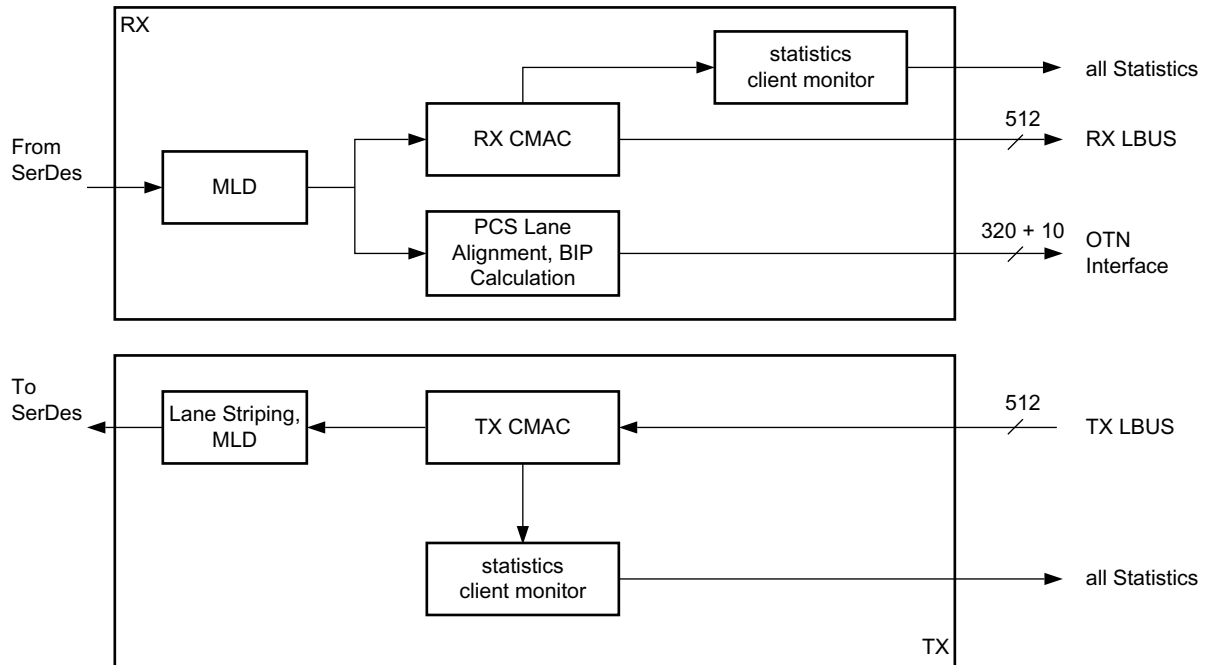 RX
statistics
client monitor
all Statistics
512
RX LBUS
RX CMAC
From
SerDes
MLD
PCS Lane
Alignment, BIP
Calculation
320 + 10
OTN
Interface
To
SerDes
Lane Striping,
MLD
TX CMAC
512
TX LBUS
statistics
client monitor
all Statistics
TX